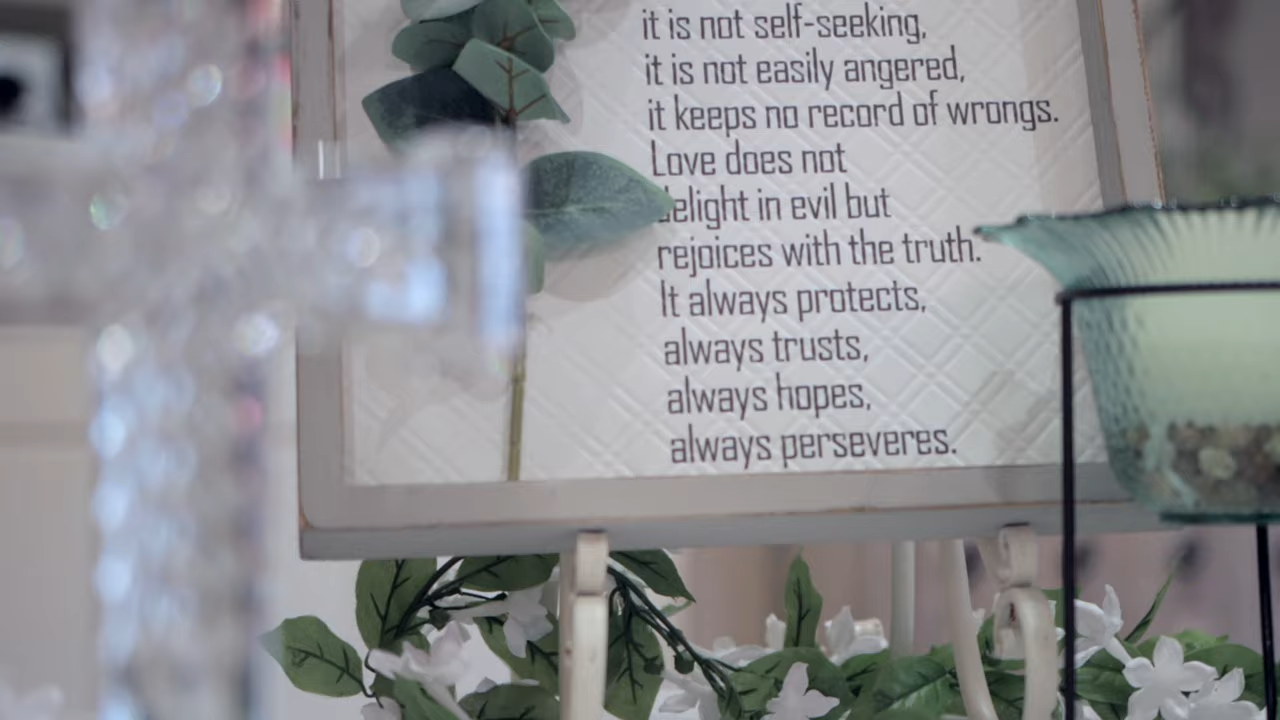 it is not self-seeking,
it is not easily angered,
it keeps no record of wrongs.
Love does not
delight in evil but
rejoices with the truth.
It always protects,
always trusts,
always hopes,
always perseveres.